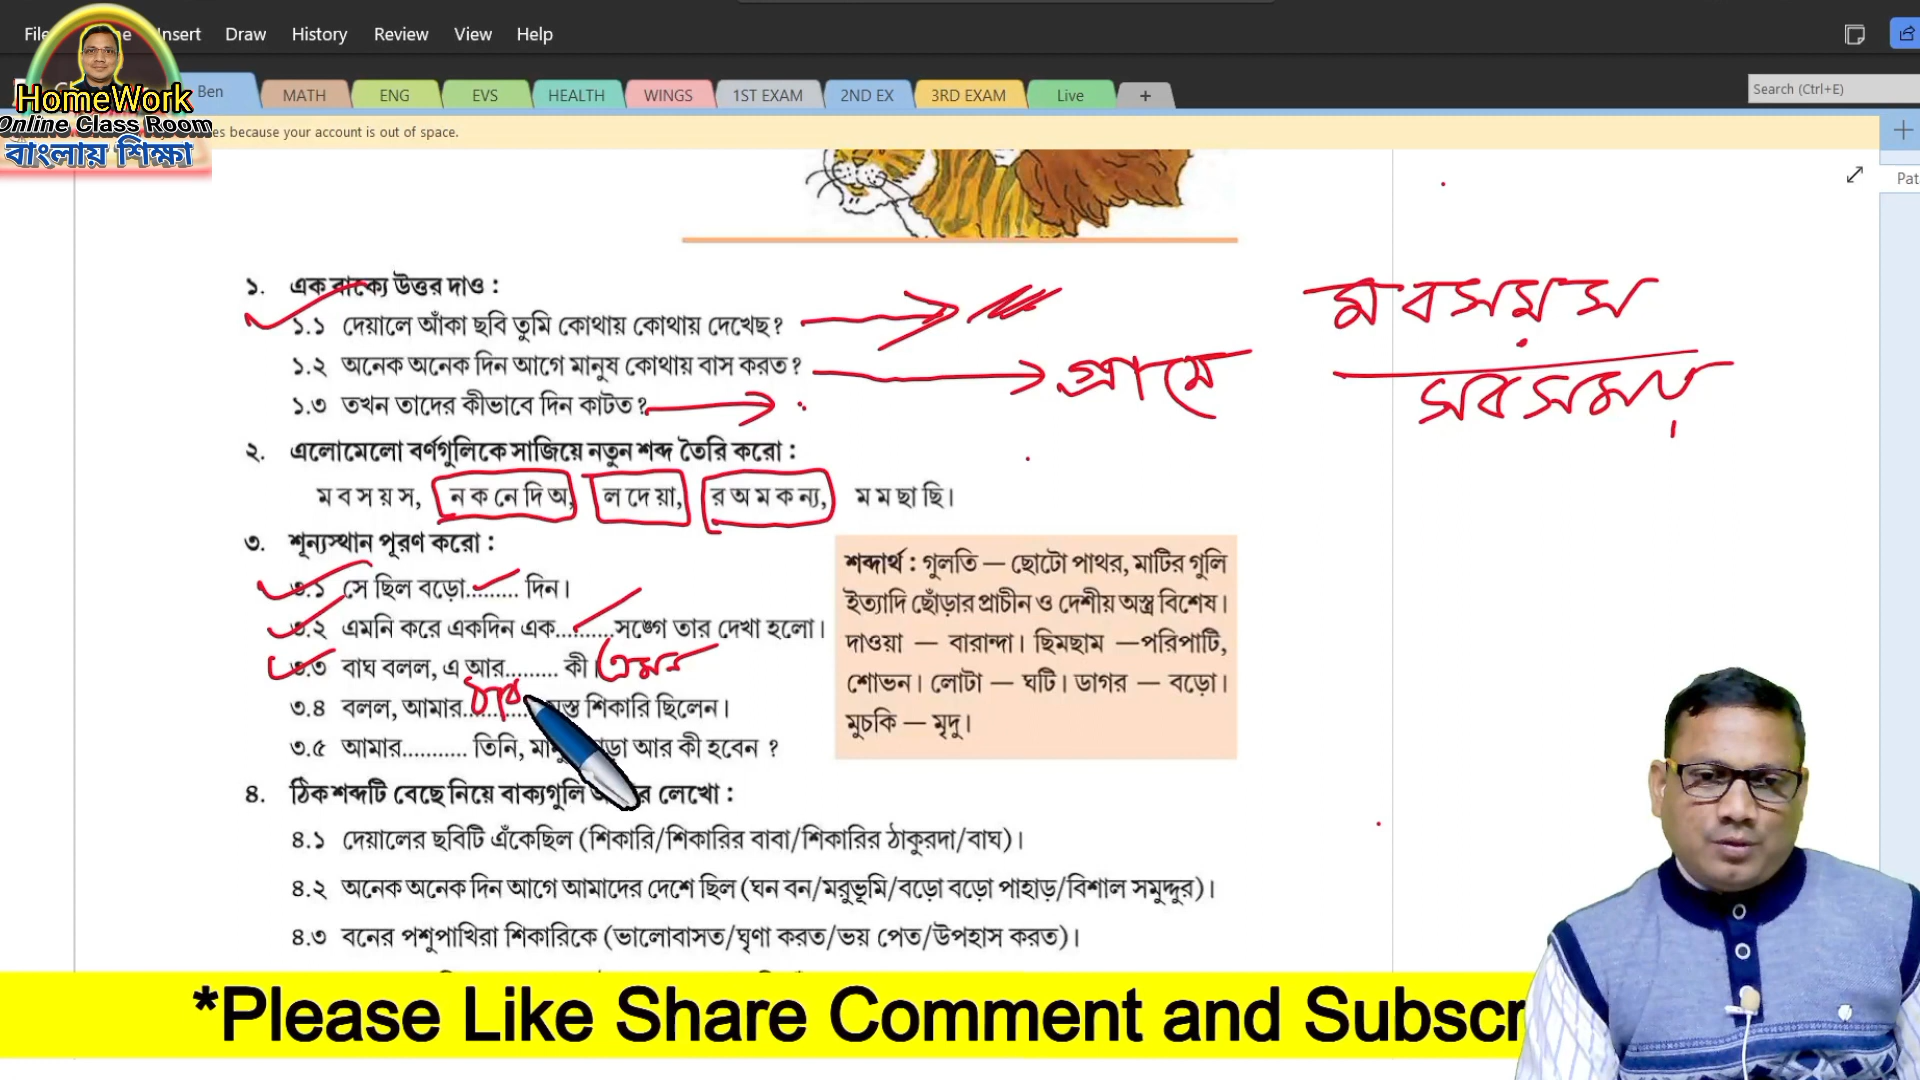 File Home Insert Draw History Review View Help
HomeWork
Online Class Room
বাংলায় শিক্ষা
Ben MATH ENG EVS HEALTH WINGS 1ST EXAM 2ND EX 3RD EXAM Live +
Search (Ctrl+E)
es because your account is out of space.
Pat
১. এক বাক্যে উত্তর দাও :
১.১ দেয়ালে আঁকা ছবি তুমি কোথায় কোথায় দেখেছ?
১.২ অনেক অনেক দিন আগে মানুষ কোথায় বাস করত? গ্রামে
১.৩ তখন তাদের কীভাবে দিন কাটত?
মবসয়স
সবসময়
২. এলোমেলো বর্ণগুলিকে সাজিয়ে নতুন শব্দ তৈরি করো :
ম ব স য় স, ন ক নে দি অ, ল দে য়া, র অ ম ক ন্য, ম ম ছা ছি।
৩. শূন্যস্থান পূরণ করো :
৩.১ সে ছিল বড়ো......... দিন।
৩.২ এমনি করে একদিন এক..........সঙ্গে তার দেখা হলো।
৩.৩ বাঘ বলল, এ আর......... কী। এমন
৩.৪ বলল, আমার.......... মস্ত শিকারি ছিলেন।
৩.৫ আমার........... তিনি, মানুষ ছাড়া আর কী হবেন ?
শব্দার্থ : গুলতি — ছোটো পাথর, মাটির গুলি
ইত্যাদি ছোঁড়ার প্রাচীন ও দেশীয় অস্ত্র বিশেষ।
দাওয়া — বারান্দা। ছিমছাম —পরিপাটি,
শোভন। লোটা — ঘটি। ডাগর — বড়ো।
মুচকি — মৃদু।
৪. ঠিক শব্দটি বেছে নিয়ে বাক্যগুলি আবার লেখো :
৪.১ দেয়ালের ছবিটি এঁকেছিল (শিকারি/শিকারির বাবা/শিকারির ঠাকুরদা/বাঘ)।
৪.২ অনেক অনেক দিন আগে আমাদের দেশে ছিল (ঘন বন/মরুভূমি/বড়ো বড়ো পাহাড়/বিশাল সমুদ্দুর)।
৪.৩ বনের পশুপাখিরা শিকারিকে (ভালোবাসত/ঘৃণা করত/ভয় পেত/উপহাস করত)।
*Please Like Share Comment and Subscr